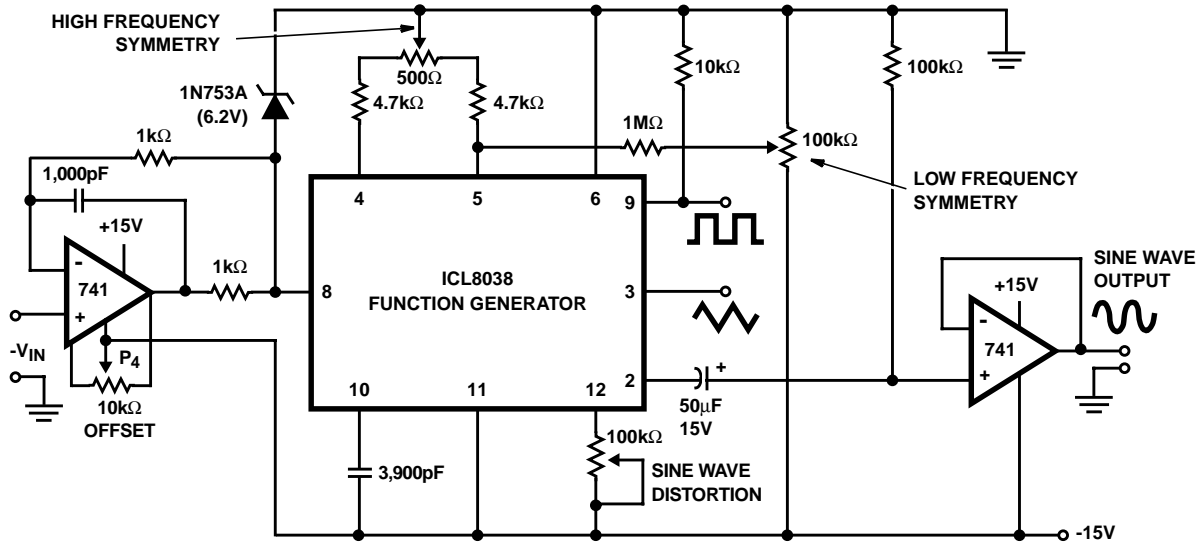 HIGH FREQUENCY
SYMMETRY
500Ω
1N753A
(6.2V)
4.7kΩ
4.7kΩ
10kΩ
100kΩ
1kΩ
1MΩ
100kΩ
1,000pF
LOW FREQUENCY
SYMMETRY
4
5
6
9
+15V
-
741
+
1kΩ
8
ICL8038
FUNCTION GENERATOR
3
SINE WAVE
OUTPUT
+15V
-
741
+
-VIN
P4
10kΩ
OFFSET
10
11
12
2
+
50µF
15V
100kΩ
3,900pF
SINE WAVE
DISTORTION
-15V